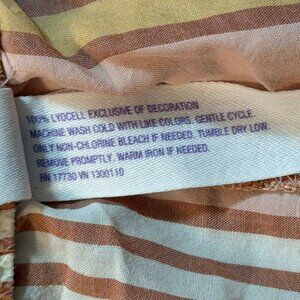 100% LYOCELL EXCLUSIVE OF DECORATION
MACHINE WASH COLD WITH LIKE COLORS. GENTLE CYCLE.
ONLY NON-CHLORINE BLEACH IF NEEDED. TUMBLE DRY LOW.
REMOVE PROMPTLY. WARM IRON IF NEEDED.
RN 17730 VN 1300110